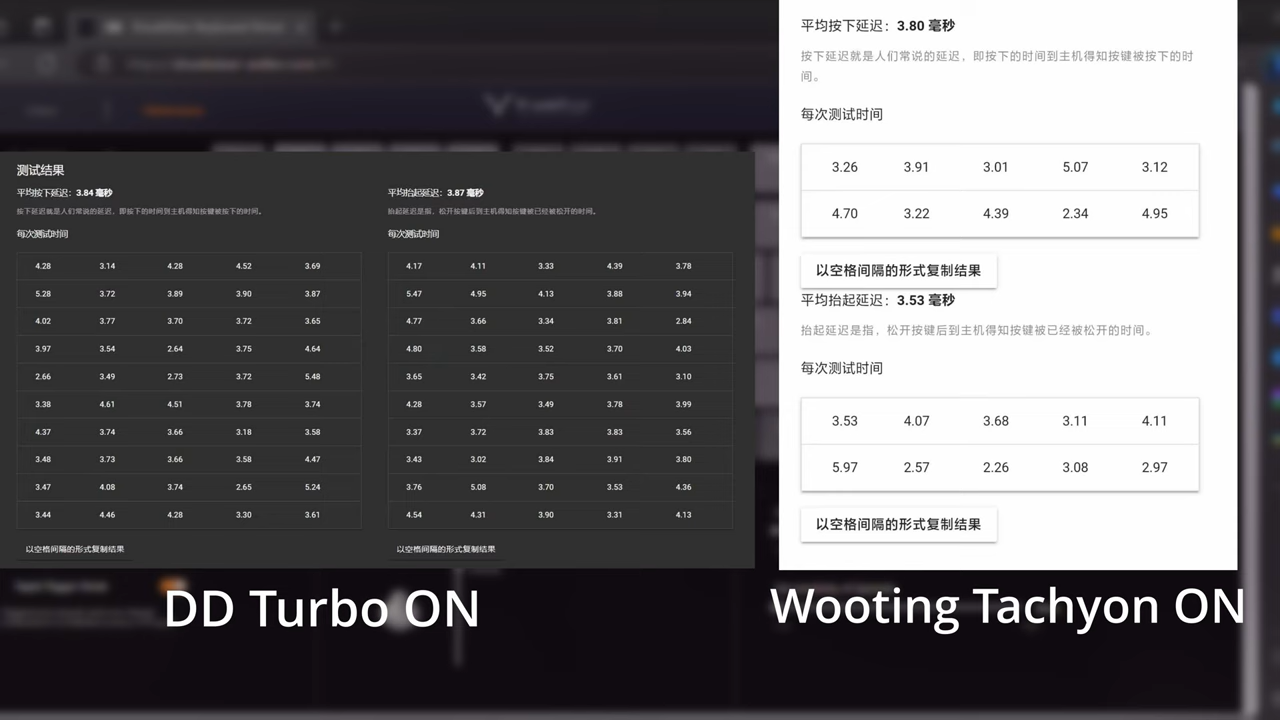 测试结果
平均按下延迟：3.84 毫秒
按下延迟就是人们常说的延迟，即按下的时间到主机得知按键被按下的时间。
每次测试时间
4.28 3.14 4.28 4.52 3.69
5.28 3.72 3.89 3.90 3.87
4.02 3.77 3.70 3.72 3.65
3.97 3.54 2.64 3.75 4.64
2.66 3.49 2.73 3.72 5.48
3.38 4.61 4.51 3.78 3.74
4.37 3.74 3.66 3.18 3.58
3.48 3.73 3.66 3.58 4.47
3.47 4.08 3.74 2.65 5.24
3.44 4.46 4.28 3.30 3.61
以空格间隔的形式复制结果
平均抬起延迟：3.87 毫秒
抬起延迟是指，松开按键后到主机得知按键被已经被松开的时间。
每次测试时间
4.17 4.11 3.33 4.39 3.78
5.47 4.95 4.13 3.88 3.94
4.77 3.66 3.34 3.81 2.84
4.80 3.58 3.52 3.70 4.03
3.65 3.42 3.75 3.61 3.10
4.28 3.57 3.49 3.78 3.99
3.37 3.72 3.83 3.83 3.56
3.43 3.02 3.84 3.91 3.80
3.76 5.08 3.70 3.53 4.36
4.54 4.31 3.90 3.31 4.13
以空格间隔的形式复制结果
DD Turbo ON
平均按下延迟：3.80 毫秒
按下延迟就是人们常说的延迟，即按下的时间到主机得知按键被按下的时
间。
每次测试时间
3.26 3.91 3.01 5.07 3.12
4.70 3.22 4.39 2.34 4.95
以空格间隔的形式复制结果
平均抬起延迟：3.53 毫秒
抬起延迟是指，松开按键后到主机得知按键被已经被松开的时间。
每次测试时间
3.53 4.07 3.68 3.11 4.11
5.97 2.57 2.26 3.08 2.97
以空格间隔的形式复制结果
Wooting Tachyon ON